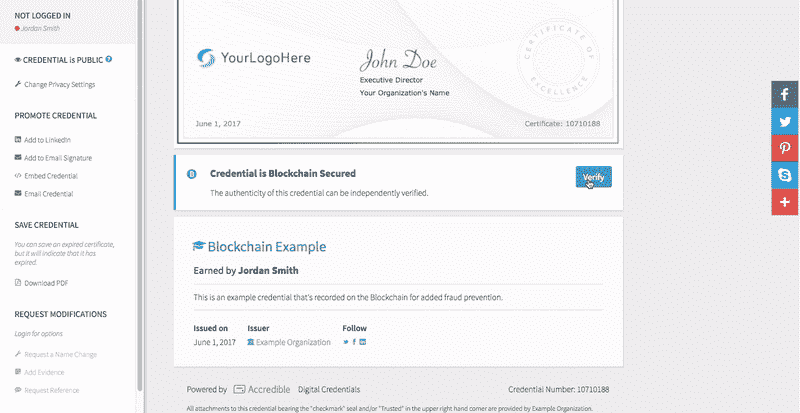 NOT LOGGED IN
Jordan Smith
CREDENTIAL is PUBLIC ?
Change Privacy Settings
PROMOTE CREDENTIAL
Add to LinkedIn
Add to Email Signature
Embed Credential
Email Credential
SAVE CREDENTIAL
You can save an expired certificate,
but it will indicate that it has
expired.
Download PDF
REQUEST MODIFICATIONS
Login for options
Request a Name Change
Add Evidence
Request Reference
YourLogoHere
John Doe
Executive Director
Your Organization's Name
CERTIFICATE OF
EXCELLENCE
June 1, 2017
Certificate: 10710188
Credential is Blockchain Secured
The authenticity of this credential can be independently verified.
Verify
Blockchain Example
Earned by Jordan Smith
This is an example credential that's recorded on the Blockchain for added fraud prevention.
Issued on Issuer Follow
June 1, 2017 Example Organization
Powered by Accredible Digital Credentials
Credential Number: 10710188
All attachments to this credential bearing the "checkmark" seal and/or "Trusted" in the upper right hand corner are provided by Example Organization.